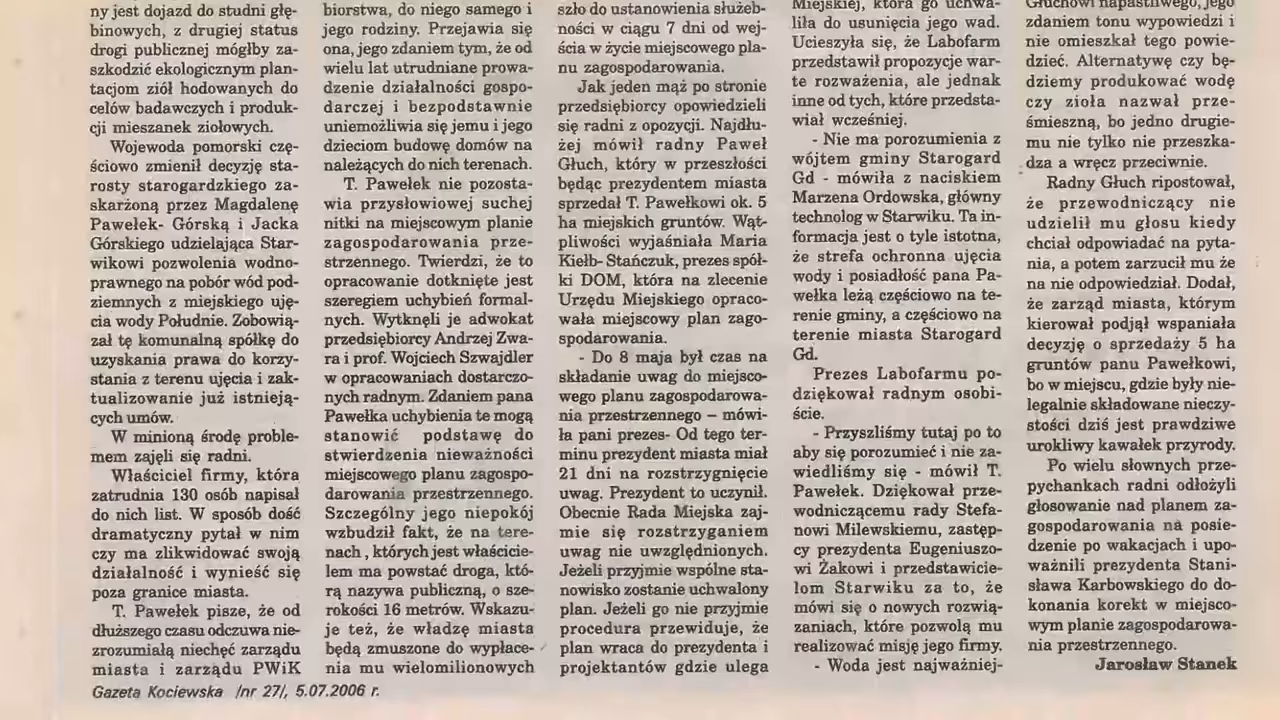 ny jest dojazd do studni głę-
binowych, z drugiej status
drogi publicznej mógłby za-
szkodzić ekologicznym plan-
tacjom ziół hodowanych do
celów badawczych i produk-
cji mieszanek ziołowych.
Wojewoda pomorski czę-
ściowo zmienił decyzję sta-
rosty starogardzkiego za-
skarżoną przez Magdalenę
Pawełek- Górską i Jacka
Górskiego udzielająca Star-
wikowi pozwolenia wodno-
prawnego na pobór wód pod-
ziemnych z miejskiego uję-
cia wody Południe. Zobowią-
zał tę komunalną spółkę do
uzyskania prawa do korzy-
stania z terenu ujęcia i zak-
tualizowanie już istnieją-
cych umów.
W minioną środę proble-
mem zajęli się radni.
Właściciel firmy, która
zatrudnia 130 osób napisał
do nich list. W sposób dość
dramatyczny pytał w nim
czy ma zlikwidować swoją
działalność i wynieść się
poza granice miasta.
T. Pawełek pisze, że od
dłuższego czasu odczuwa nie-
zrozumiałą niechęć zarządu
miasta i zarządu PWiK
biorstwa, do niego samego i
jego rodziny. Przejawia się
ona, jego zdaniem tym, że od
wielu lat utrudniane prowa-
dzenie działalności gospo-
darczej i bezpodstawnie
uniemożliwia się jemu i jego
dzieciom budowę domów na
należących do nich terenach.
T. Pawełek nie pozosta-
wia przysłowiowej suchej
nitki na miejscowym planie
zagospodarowania prze-
strzennego. Twierdzi, że to
opracowanie dotknięte jest
szeregiem uchybień formal-
nych. Wytknęli je adwokat
przedsiębiorcy Andrzej Zwa-
ra i prof. Wojciech Szwajdler
w opracowaniach dostarczo-
nych radnym. Zdaniem pana
Pawełka uchybienia te mogą
stanowić podstawę do
stwierdzenia nieważności
miejscowego planu zagospo-
darowania przestrzennego.
Szczególny jego niepokój
wzbudził fakt, że na tere-
nach , których jest właścicie-
lem ma powstać droga, któ-
rą nazywa publiczną, o sze-
rokości 16 metrów. Wskazu-
je też, że władzę miasta
będą zmuszone do wypłace-
nia mu wielomilionowych
szło do ustanowienia służeb-
ności w ciągu 7 dni od wej-
ścia w życie miejscowego pla-
nu zagospodarowania.
Jak jeden mąż po stronie
przedsiębiorcy opowiedzieli
się radni z opozycji. Najdłu-
żej mówił radny Paweł
Głuch, który w przeszłości
będąc prezydentem miasta
sprzedał T. Pawełkowi ok. 5
ha miejskich gruntów. Wąt-
pliwości wyjaśniała Maria
Kiełb- Stańczuk, prezes spół-
ki DOM, która na zlecenie
Urzędu Miejskiego opraco-
wała miejscowy plan zago-
spodarowania.
- Do 8 maja był czas na
składanie uwag do miejsco-
wego planu zagospodarowa-
nia przestrzennego – mówi-
ła pani prezes- Od tego ter-
minu prezydent miasta miał
21 dni na rozstrzygnięcie
uwag. Prezydent to uczynił.
Obecnie Rada Miejska zaj-
mie się rozstrzyganiem
uwag nie uwzględnionych.
Jeżeli przyjmie wspólne sta-
nowisko zostanie uchwalony
plan. Jeżeli go nie przyjmie
procedura przewiduje, że
plan wraca do prezydenta i
projektantów gdzie ulega
Miejskiej, która go uchwa-
liła do usunięcia jego wad.
Ucieszyła się, że Labofarm
przedstawił propozycje war-
te rozważenia, ale jednak
inne od tych, które przedsta-
wiał wcześniej.
- Nie ma porozumienia z
wójtem gminy Starogard
Gd - mówiła z naciskiem
Marzena Ordowska, główny
technolog w Starwiku. Ta in-
formacja jest o tyle istotna,
że strefa ochronna ujęcia
wody i posiadłość pana Pa-
wełka leżą częściowo na te-
renie gminy, a częściowo na
terenie miasta Starogard
Gd.
Prezes Labofarmu po-
dziękował radnym osobi-
ście.
- Przyszliśmy tutaj po to
aby się porozumieć i nie za-
wiedliśmy się - mówił T.
Pawełek. Dziękował prze-
wodniczącemu rady Stefa-
nowi Milewskiemu, zastęp-
cy prezydenta Eugeniuszo-
wi Żakowi i przedstawicie-
lom Starwiku za to, że
mówi się o nowych rozwią-
zaniach, które pozwolą mu
realizować misję jego firmy.
- Woda jest najważniej-
Głuchowi napastliwego, jego
zdaniem tonu wypowiedzi i
nie omieszkał tego powie-
dzieć. Alternatywę czy bę-
dziemy produkować wodę
czy zioła nazwał prze-
śmieszną, bo jedno drugie-
mu nie tylko nie przeszka-
dza a wręcz przeciwnie.
Radny Głuch ripostował,
że przewodniczący nie
udzielił mu głosu kiedy
chciał odpowiadać na pyta-
nia, a potem zarzucił mu że
na nie odpowiedział. Dodał,
że zarząd miasta, którym
kierował podjął wspaniała
decyzję o sprzedaży 5 ha
gruntów panu Pawełkowi,
bo w miejscu, gdzie były nie-
legalnie składowane nieczy-
stości dziś jest prawdziwe
urokliwy kawałek przyrody.
Po wielu słownych prze-
pychankach radni odłożyli
głosowanie nad planem za-
gospodarowania na posie-
dzenie po wakacjach i upo-
ważnili prezydenta Stani-
sława Karbowskiego do do-
konania korekt w miejsco-
wym planie zagospodarowa-
nia przestrzennego.
Jarosław Stanek
Gazeta Kociewska /nr 27/, 5.07.2006 r.